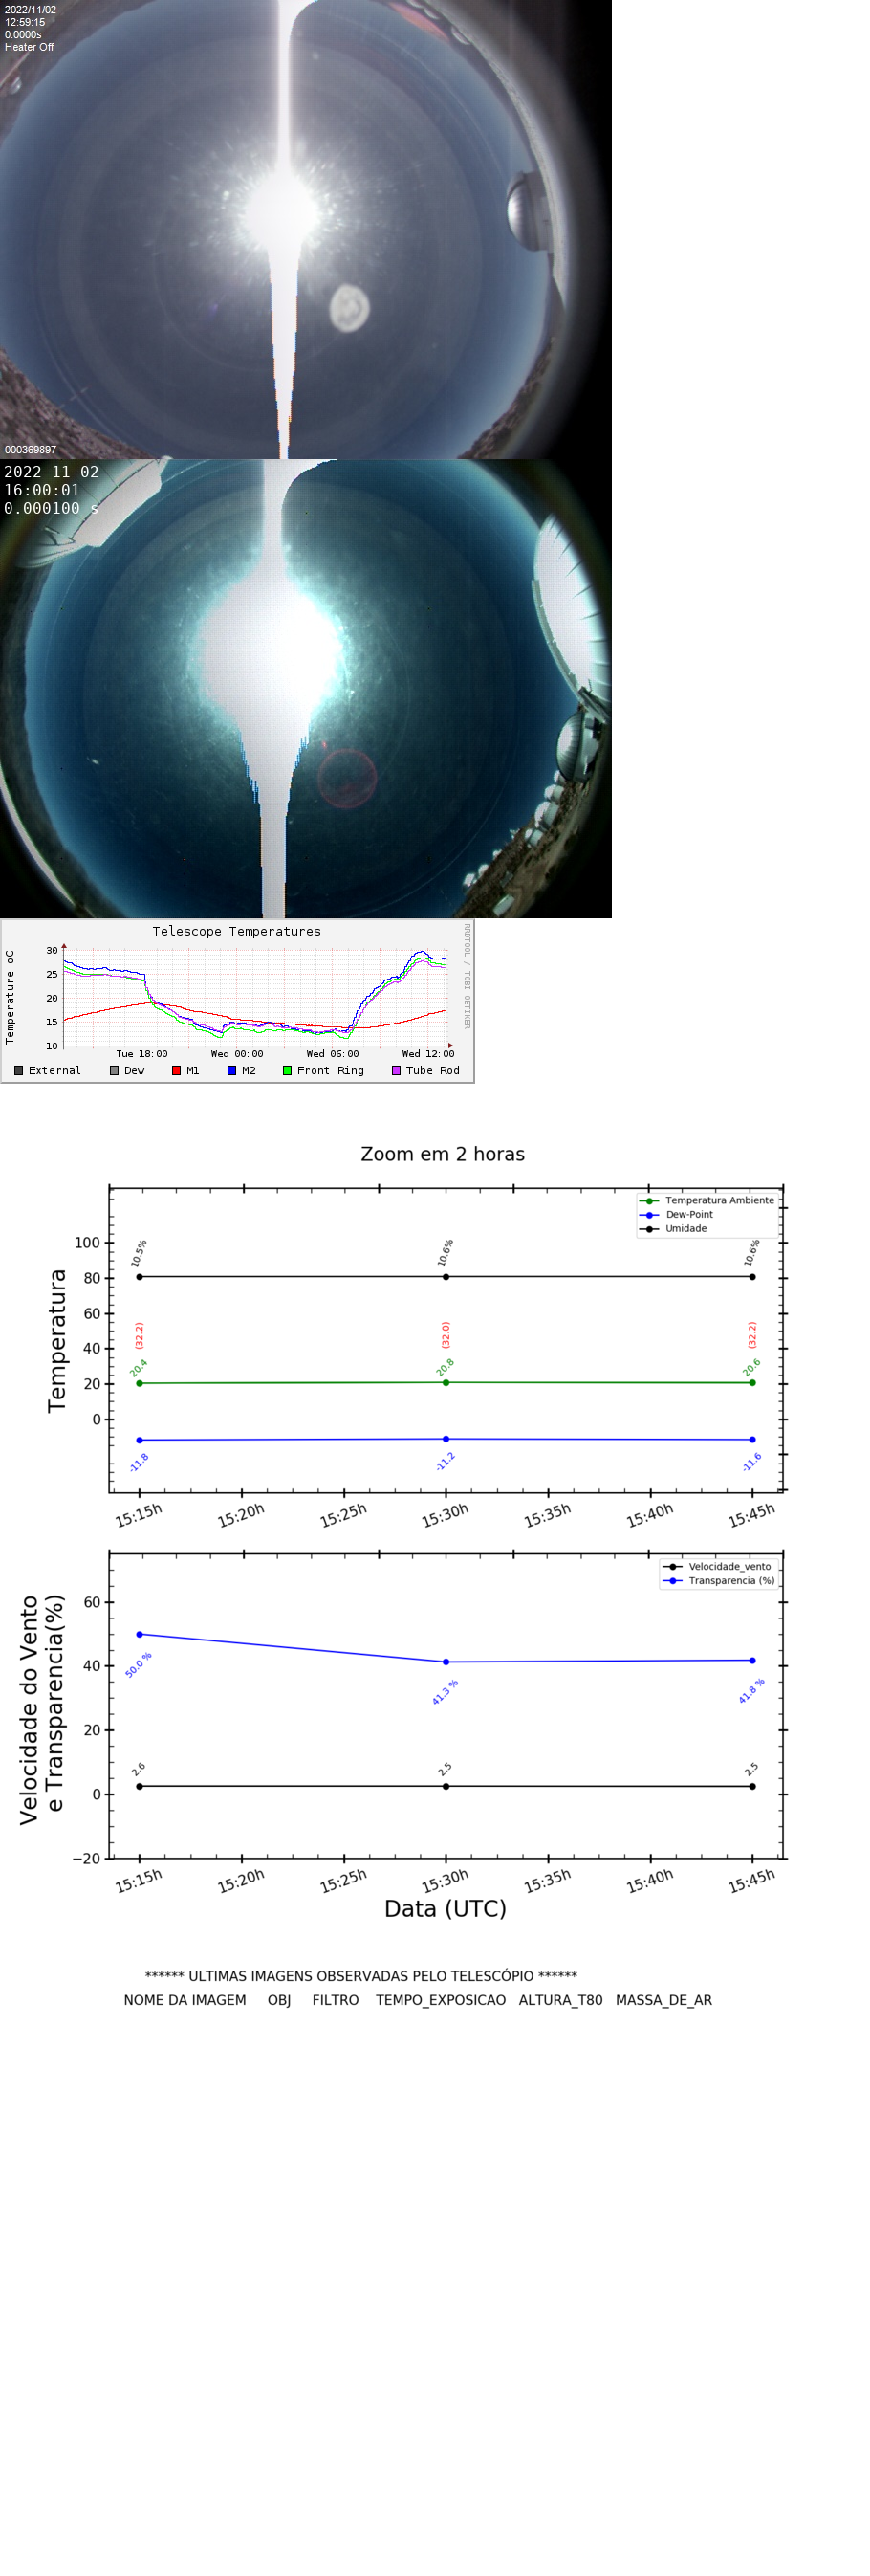 2022/11/02
12:59:15
0.0000s
Heater Off
000369897
2022-11-02
16:00:01
0.000100 s
Telescope Temperatures
RRDTOOL / TOBI OETIKER
Temperature oC
30
25
20
15
10
Tue 18:00 Wed 00:00 Wed 06:00 Wed 12:00
External Dew M1 M2 Front Ring Tube Rod
Zoom em 2 horas
Temperatura
100
80
60
40
20
0
Temperatura Ambiente
Dew-Point
Umidade
10.5% 10.6% 10.6%
(32.2) (32.0) (32.2)
20.4 20.8 20.6
-11.8 -11.2 -11.6
15:15h 15:20h 15:25h 15:30h 15:35h 15:40h 15:45h
Velocidade do Vento
e Transparencia(%)
60
40
20
0
−20
Velocidade_vento
Transparencia (%)
50.0 % 41.3 % 41.8 %
2.6 2.5 2.5
15:15h 15:20h 15:25h 15:30h 15:35h 15:40h 15:45h
Data (UTC)
****** ULTIMAS IMAGENS OBSERVADAS PELO TELESCÓPIO ******
NOME DA IMAGEM OBJ FILTRO TEMPO_EXPOSICAO ALTURA_T80 MASSA_DE_AR